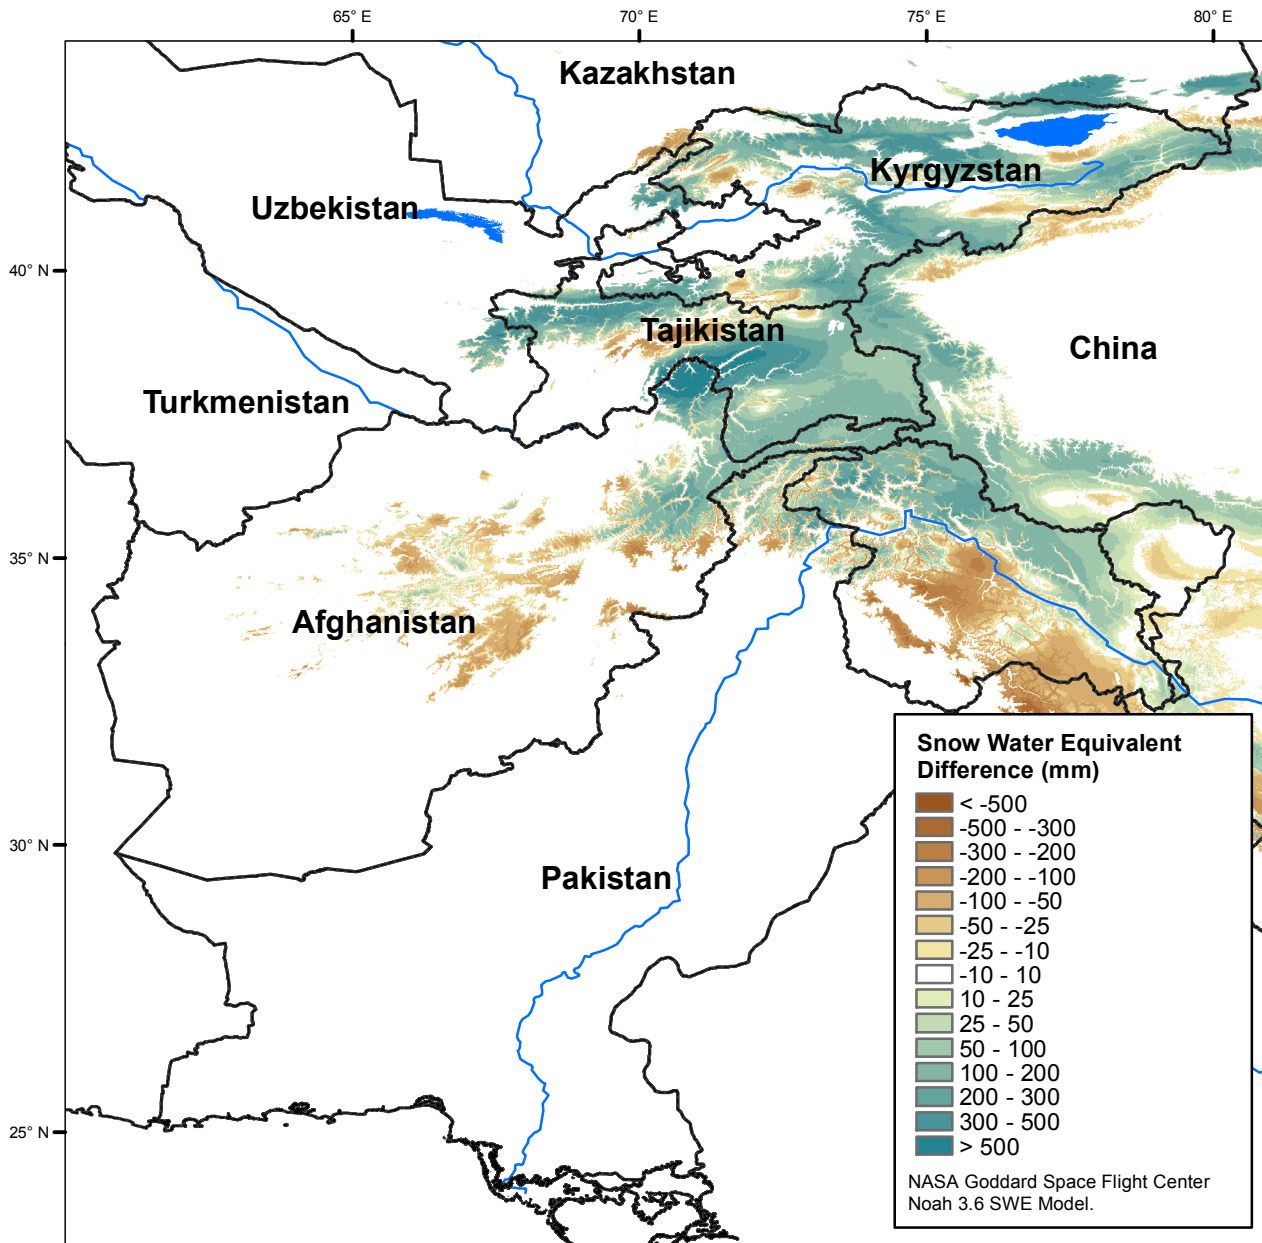 65° E
70° E
75° E
80° E
Kazakhstan
Kyrgyzstan
Uzbekistan
40° N
Tajikistan
China
Turkmenistan
35° N
Afghanistan
30° N
Pakistan
25° N
Snow Water Equivalent
Difference (mm)
< -500
-500 - -300
-300 - -200
-200 - -100
-100 - -50
-50 - -25
-25 - -10
-10 - 10
10 - 25
25 - 50
50 - 100
100 - 200
200 - 300
300 - 500
> 500
NASA Goddard Space Flight Center
Noah 3.6 SWE Model.